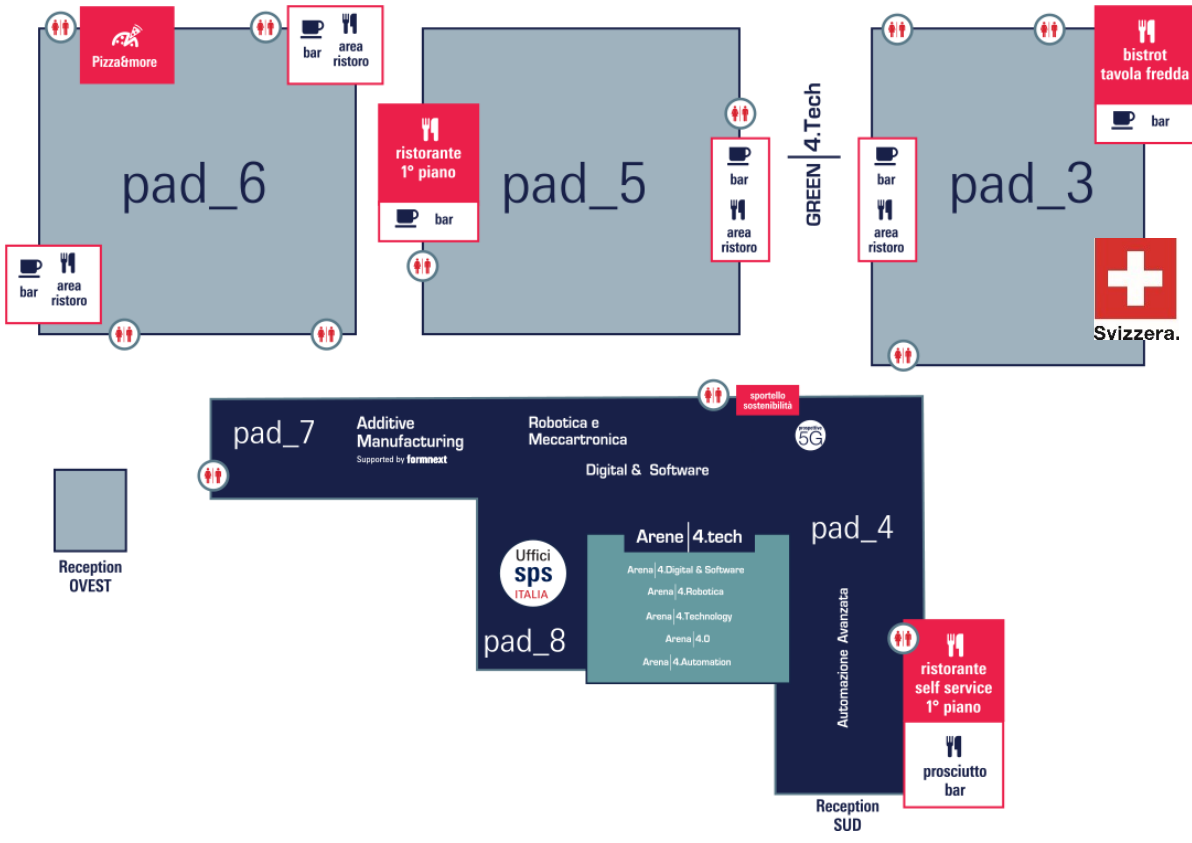 Pizza&more
bar
area
ristoro
pad_6
bar
area
ristoro
ristorante
1° piano
bar
pad_5
bar
area
ristoro
GREEN|4.Tech
bar
area
ristoro
pad_3
bistrot
tavola fredda
bar
Svizzera.
sportello
sostenibilità
pad_7
Additive
Manufacturing
Supported by formnext
Robotica e
Meccartronica
5G
Digital & Software
Reception
OVEST
Uffici
sps
ITALIA
pad_8
Arene|4.tech
Arena|4.Digital & Software
Arena|4.Robotica
Arena|4.Technology
Arena|4.0
Arena|4.Automation
pad_4
Automazione Avanzata
ristorante
self service
1° piano
prosciutto
bar
Reception
SUD